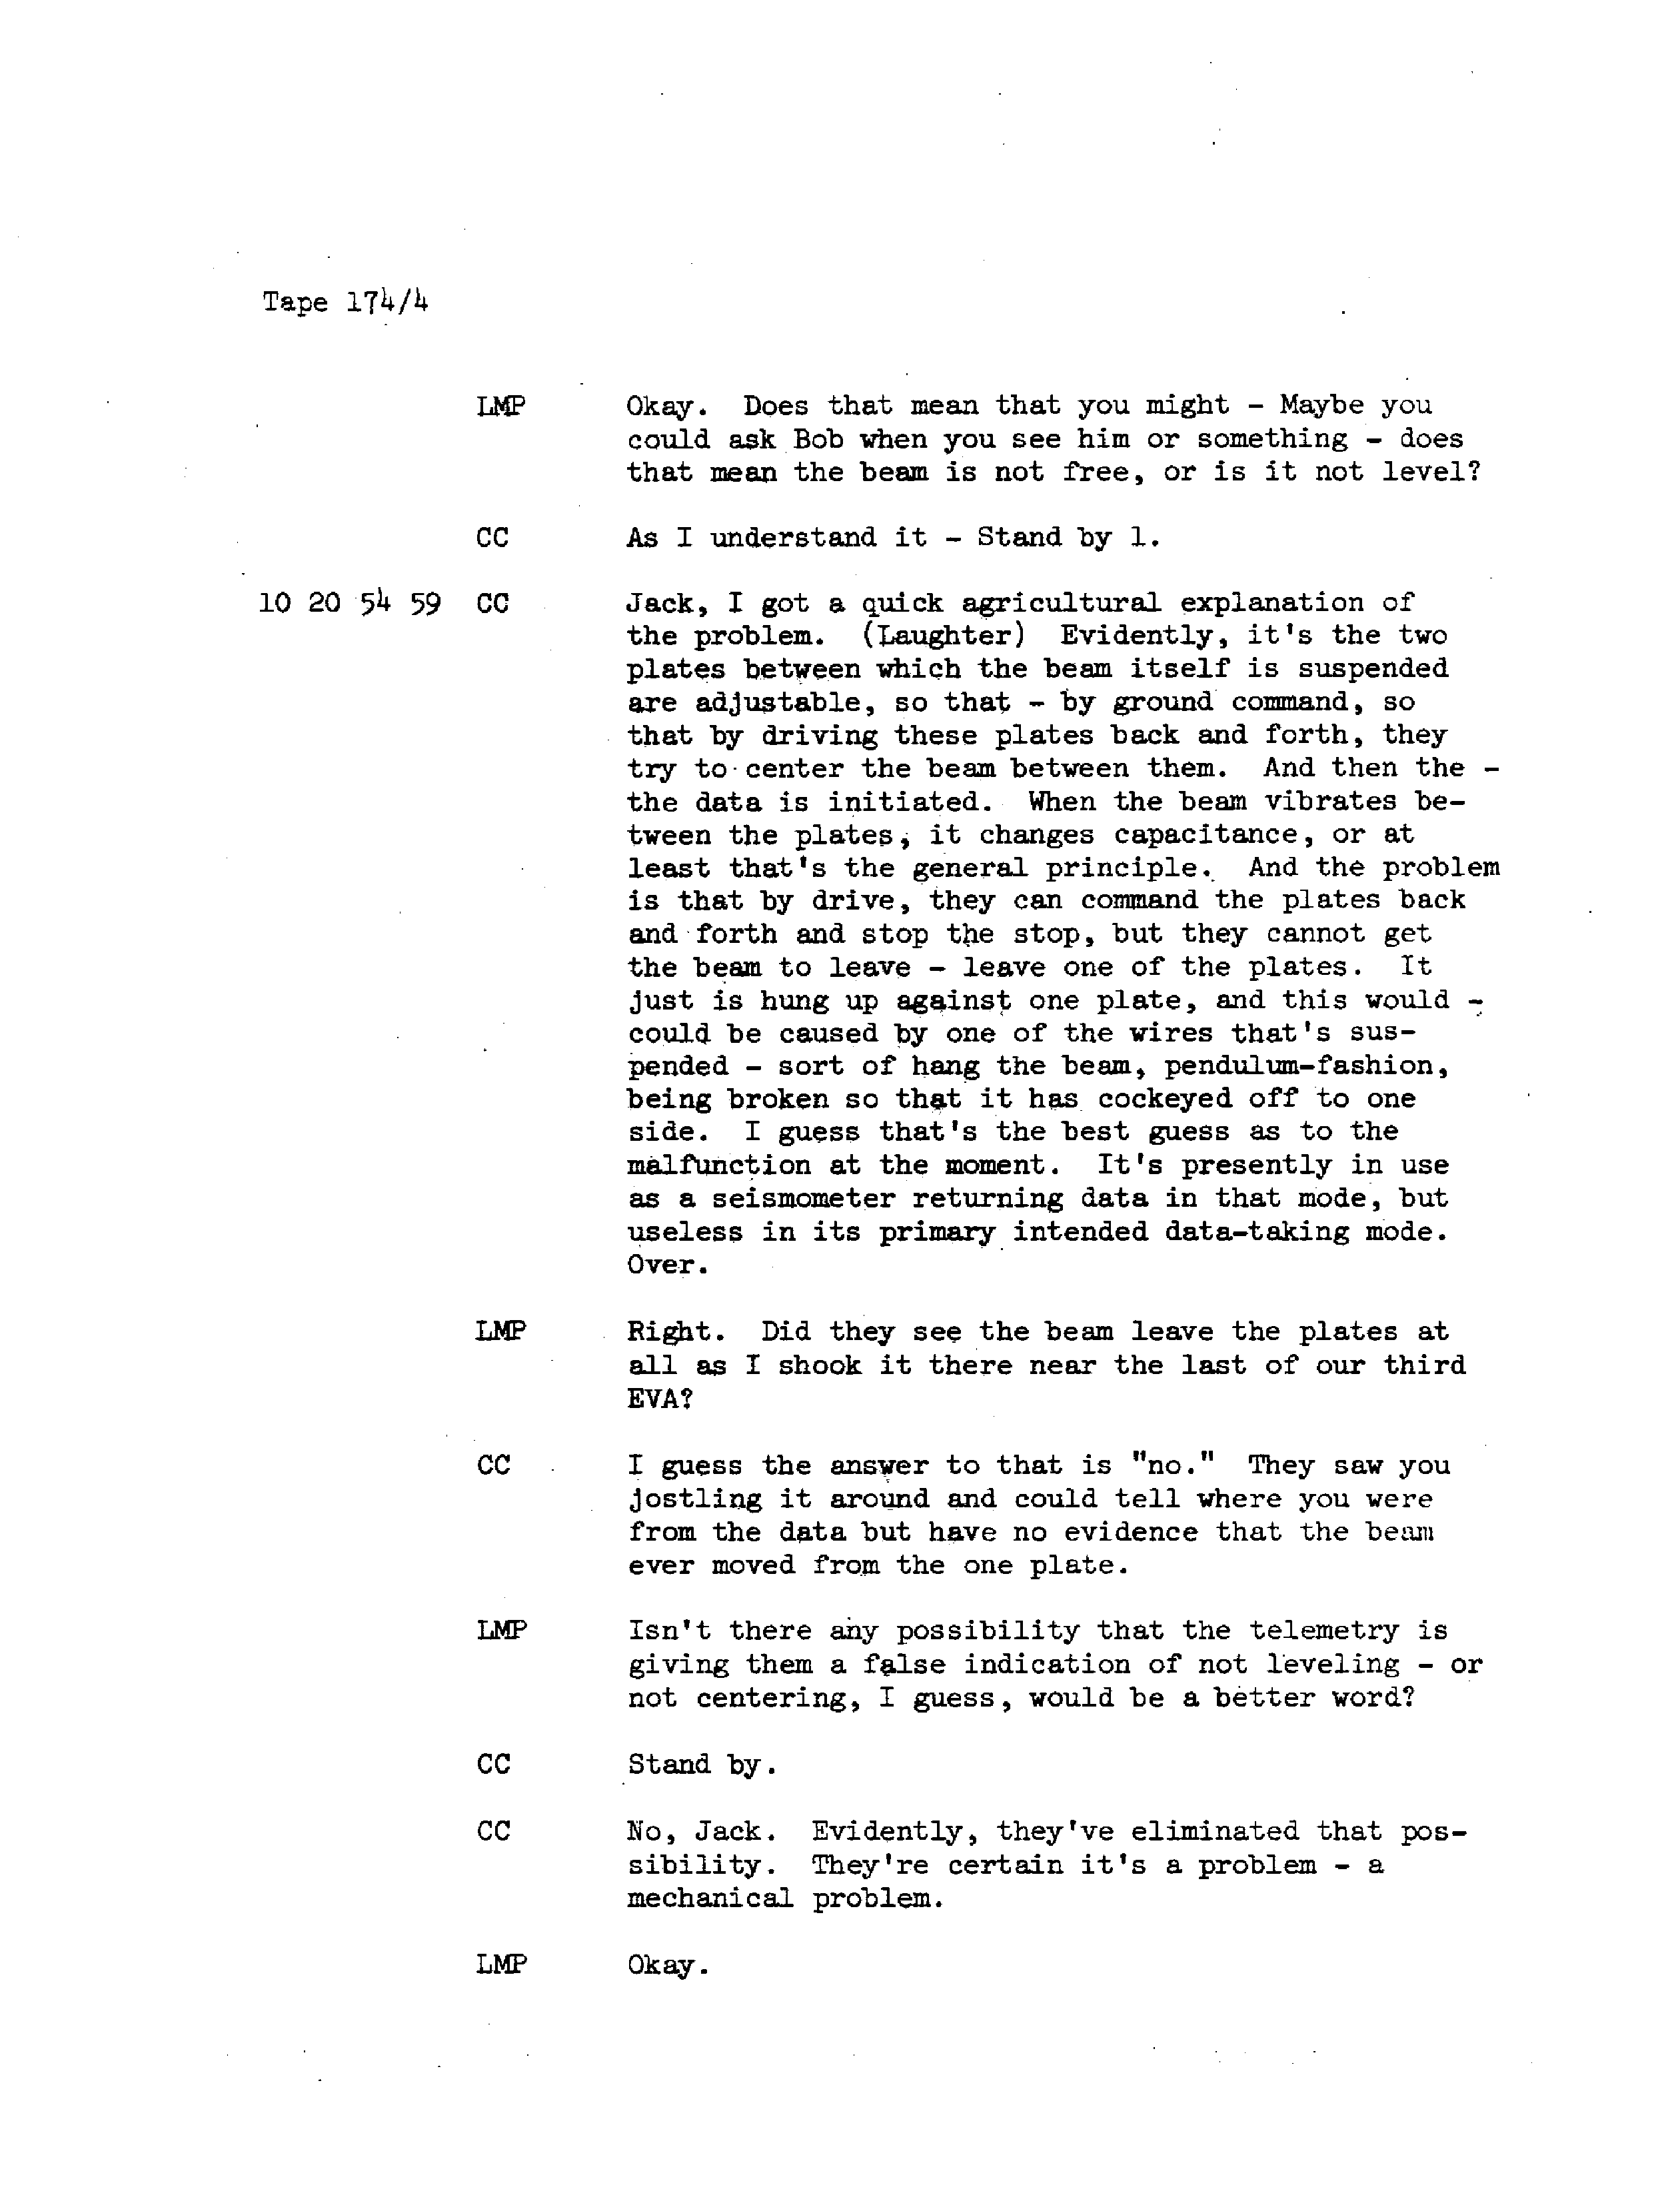 Tape 174/4
LMP Okay. Does that mean that you might - Maybe you
could ask Bob when you see him or something - does
that mean the beam is not free, or is it not level?
CC As I understand it - Stand by 1.
10 20 54 59 CC Jack, I got a quick agricultural explanation of
the problem. (Laughter) Evidently, it's the two
plates between which the beam itself is suspended
are adjustable, so that - by ground command, so
that by driving these plates back and forth, they
try to center the beam between them. And then the -
the data is initiated. When the beam vibrates be-
tween the plates, it changes capacitance, or at
least that's the general principle. And the problem
is that by drive, they can command the plates back
and forth and stop the stop, but they cannot get
the beam to leave - leave one of the plates. It
just is hung up against one plate, and this would -
could be caused by one of the wires that's sus-
pended - sort of hang the beam, pendulum-fashion,
being broken so that it has cockeyed off to one
side. I guess that's the best guess as to the
malfunction at the moment. It's presently in use
as a seismometer returning data in that mode, but
useless in its primary intended data-taking mode.
Over.
LMP Right. Did they see the beam leave the plates at
all as I shook it there near the last of our third
EVA?
CC I guess the answer to that is "no." They saw you
jostling it around and could tell where you were
from the data but have no evidence that the beam
ever moved from the one plate.
LMP Isn't there any possibility that the telemetry is
giving them a false indication of not leveling - or
not centering, I guess, would be a better word?
CC Stand by.
CC No, Jack. Evidently, they've eliminated that pos-
sibility. They're certain it's a problem - a
mechanical problem.
LMP Okay.